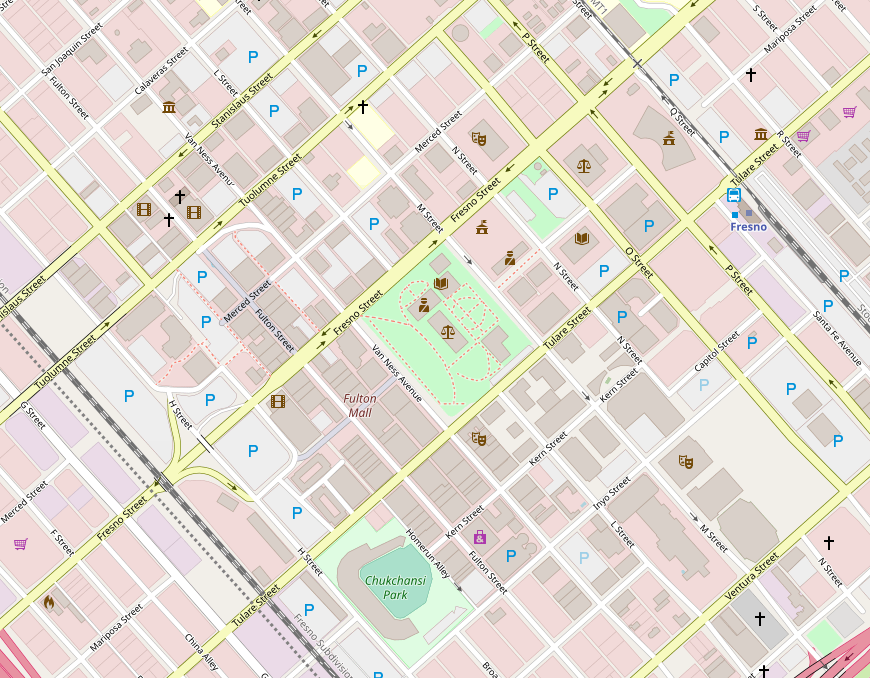 San Joaquin Street
Calaveras Street
L Street
Fulton Street
Stanislaus Street
Van Ness Avenue
Tuolumne Street
P Street
MT1
S Street
Mariposa Street
Q Street
R Street
Tulare Street
Merced Street
N Street
Fresno Street
M Street
Fresno
O Street
P Street
N Street
Merced Street
Fulton Street
Fresno Street
Tulare Street
Santa Fe Avenue
Capitol Street
N Street
Kern Street
Tuolumne Street
Van Ness Avenue
Fulton
Mall
G Street
H Street
Kern Street
Inyo Street
L Street
M Street
Merced Street
Fresno Street
F Street
H Street
Kern Street
Homerun Alley
Fulton Street
Chukchansi
Park
Ventura Street
N Street
Tulare Street
Mariposa Street
China Alley
Fresno Subdivision
P